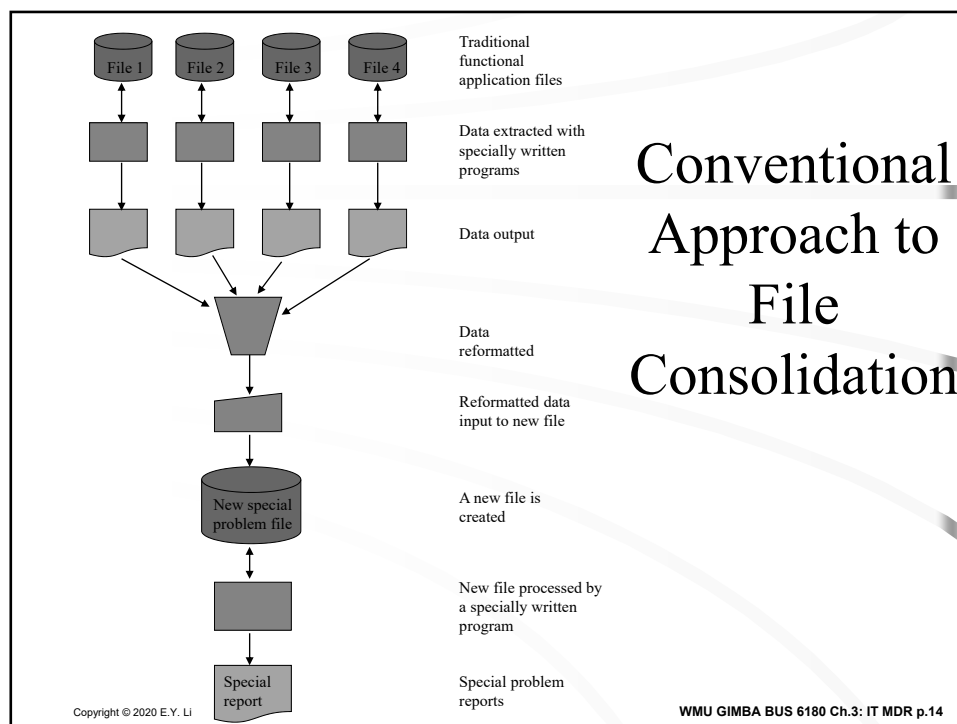 File 1
File 2
File 3
File 4
Traditional
functional
application files
Data extracted with
specially written
programs
Data output
Data
reformatted
Reformatted data
input to new file
New special
problem file
A new file is
created
New file processed by
a specially written
program
Special
report
Special problem
reports
Conventional
Approach to
File
Consolidation
Copyright © 2020 E.Y. Li
WMU GIMBA BUS 6180 Ch.3: IT MDR p.14